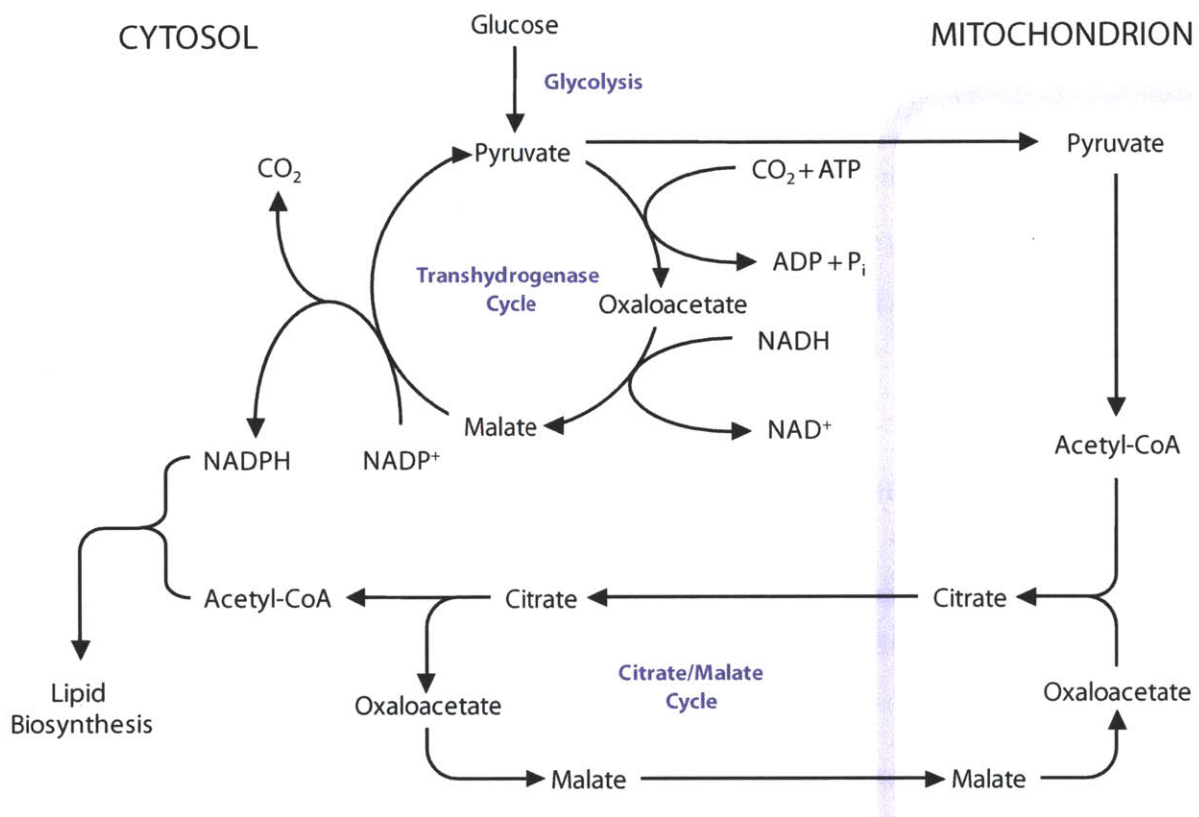 CYTOSOL
Glucose
MITOCHONDRION
Glycolysis
Pyruvate
Pyruvate
CO₂
CO₂ + ATP
Transhydrogenase
Cycle
ADP + Pᵢ
Oxaloacetate
NADH
Malate
NAD⁺
NADPH
NADP⁺
Acetyl-CoA
Acetyl-CoA
Citrate
Citrate
Citrate/Malate
Cycle
Lipid
Biosynthesis
Oxaloacetate
Oxaloacetate
Malate
Malate